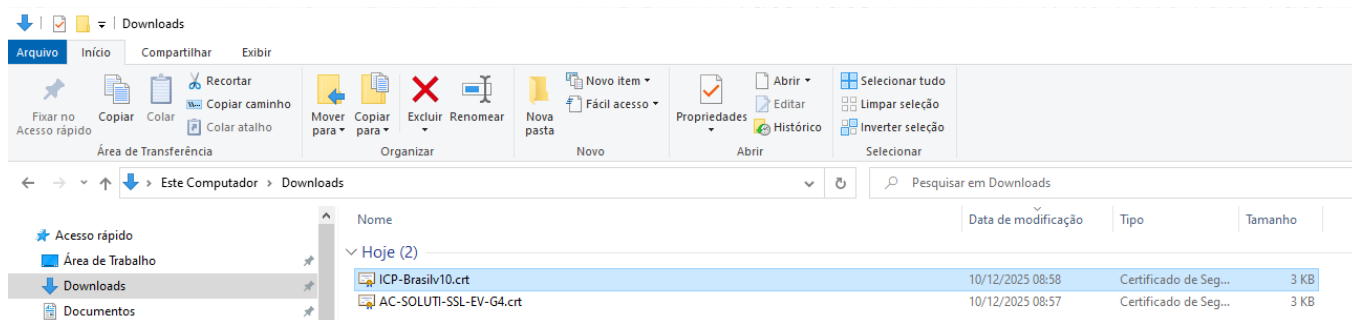 Downloads
Arquivo Início Compartilhar Exibir
Fixar no Acesso rápido
Copiar
Colar
Recortar
Copiar caminho
Colar atalho
Área de Transferência
Mover para
Copiar para
Excluir
Renomear
Organizar
Nova pasta
Novo item
Fácil acesso
Novo
Propriedades
Abrir
Editar
Histórico
Abrir
Selecionar tudo
Limpar seleção
Inverter seleção
Selecionar
Este Computador > Downloads
Pesquisar em Downloads
Acesso rápido
Área de Trabalho
Downloads
Documentos
Nome Data de modificação Tipo Tamanho
Hoje (2)
ICP-Brasilv10.crt 10/12/2025 08:58 Certificado de Seg... 3 KB
AC-SOLUTI-SSL-EV-G4.crt 10/12/2025 08:57 Certificado de Seg... 3 KB